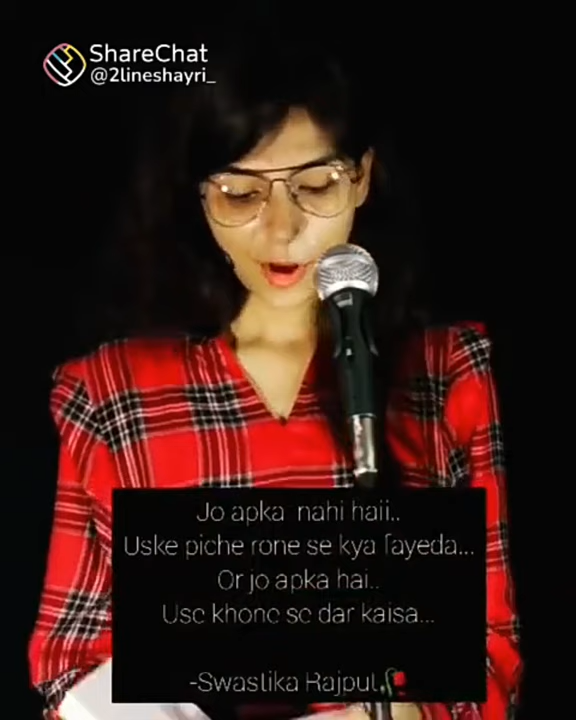 ShareChat
@2lineshayri_
Jo apka nahi haii..
Uske piche rone se kya fayeda...
Or jo apka hai..
Use khone se dar kaisa...
-Swastika Rajput